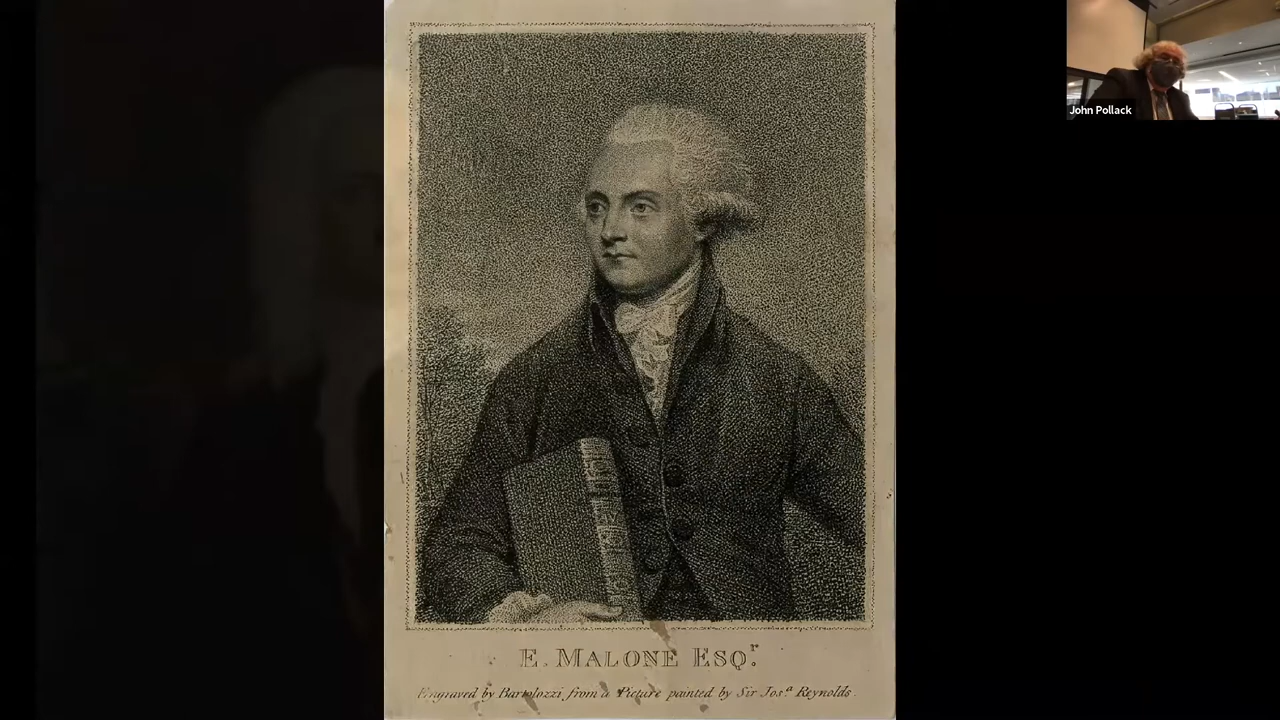 John Pollack
E. MALONE ESQ.r
Engraved by Bartolozzi from a Picture painted by Sir Jos.a Reynolds.